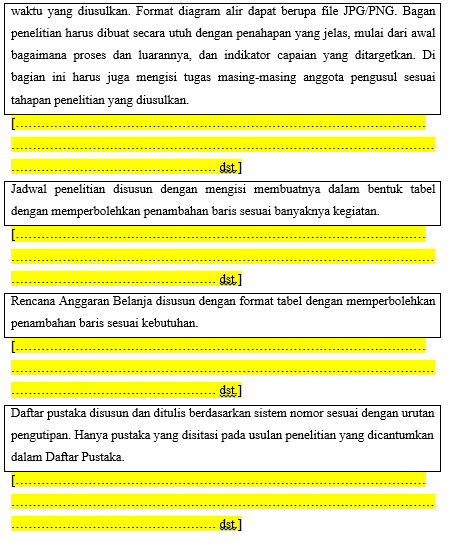 waktu yang diusulkan. Format diagram alir dapat berupa file JPG/PNG. Bagan
penelitian harus dibuat secara utuh dengan penahapan yang jelas, mulai dari awal
bagaimana proses dan luarannya, dan indikator capaian yang ditargetkan. Di
bagian ini harus juga mengisi tugas masing-masing anggota pengusul sesuai
tahapan penelitian yang diusulkan.
[……………………………………………………………………………………
………………………………………………………………………………………
………………………………………… dst.]
Jadwal penelitian disusun dengan mengisi membuatnya dalam bentuk tabel
dengan memperbolehkan penambahan baris sesuai banyaknya kegiatan.
[……………………………………………………………………………………
………………………………………………………………………………………
………………………………………… dst.]
Rencana Anggaran Belanja disusun dengan format tabel dengan memperbolehkan
penambahan baris sesuai kebutuhan.
[……………………………………………………………………………………
………………………………………………………………………………………
………………………………………… dst.]
Daftar pustaka disusun dan ditulis berdasarkan sistem nomor sesuai dengan urutan
pengutipan. Hanya pustaka yang disitasi pada usulan penelitian yang dicantumkan
dalam Daftar Pustaka.
[……………………………………………………………………………………
………………………………………………………………………………………
………………………………………… dst.]